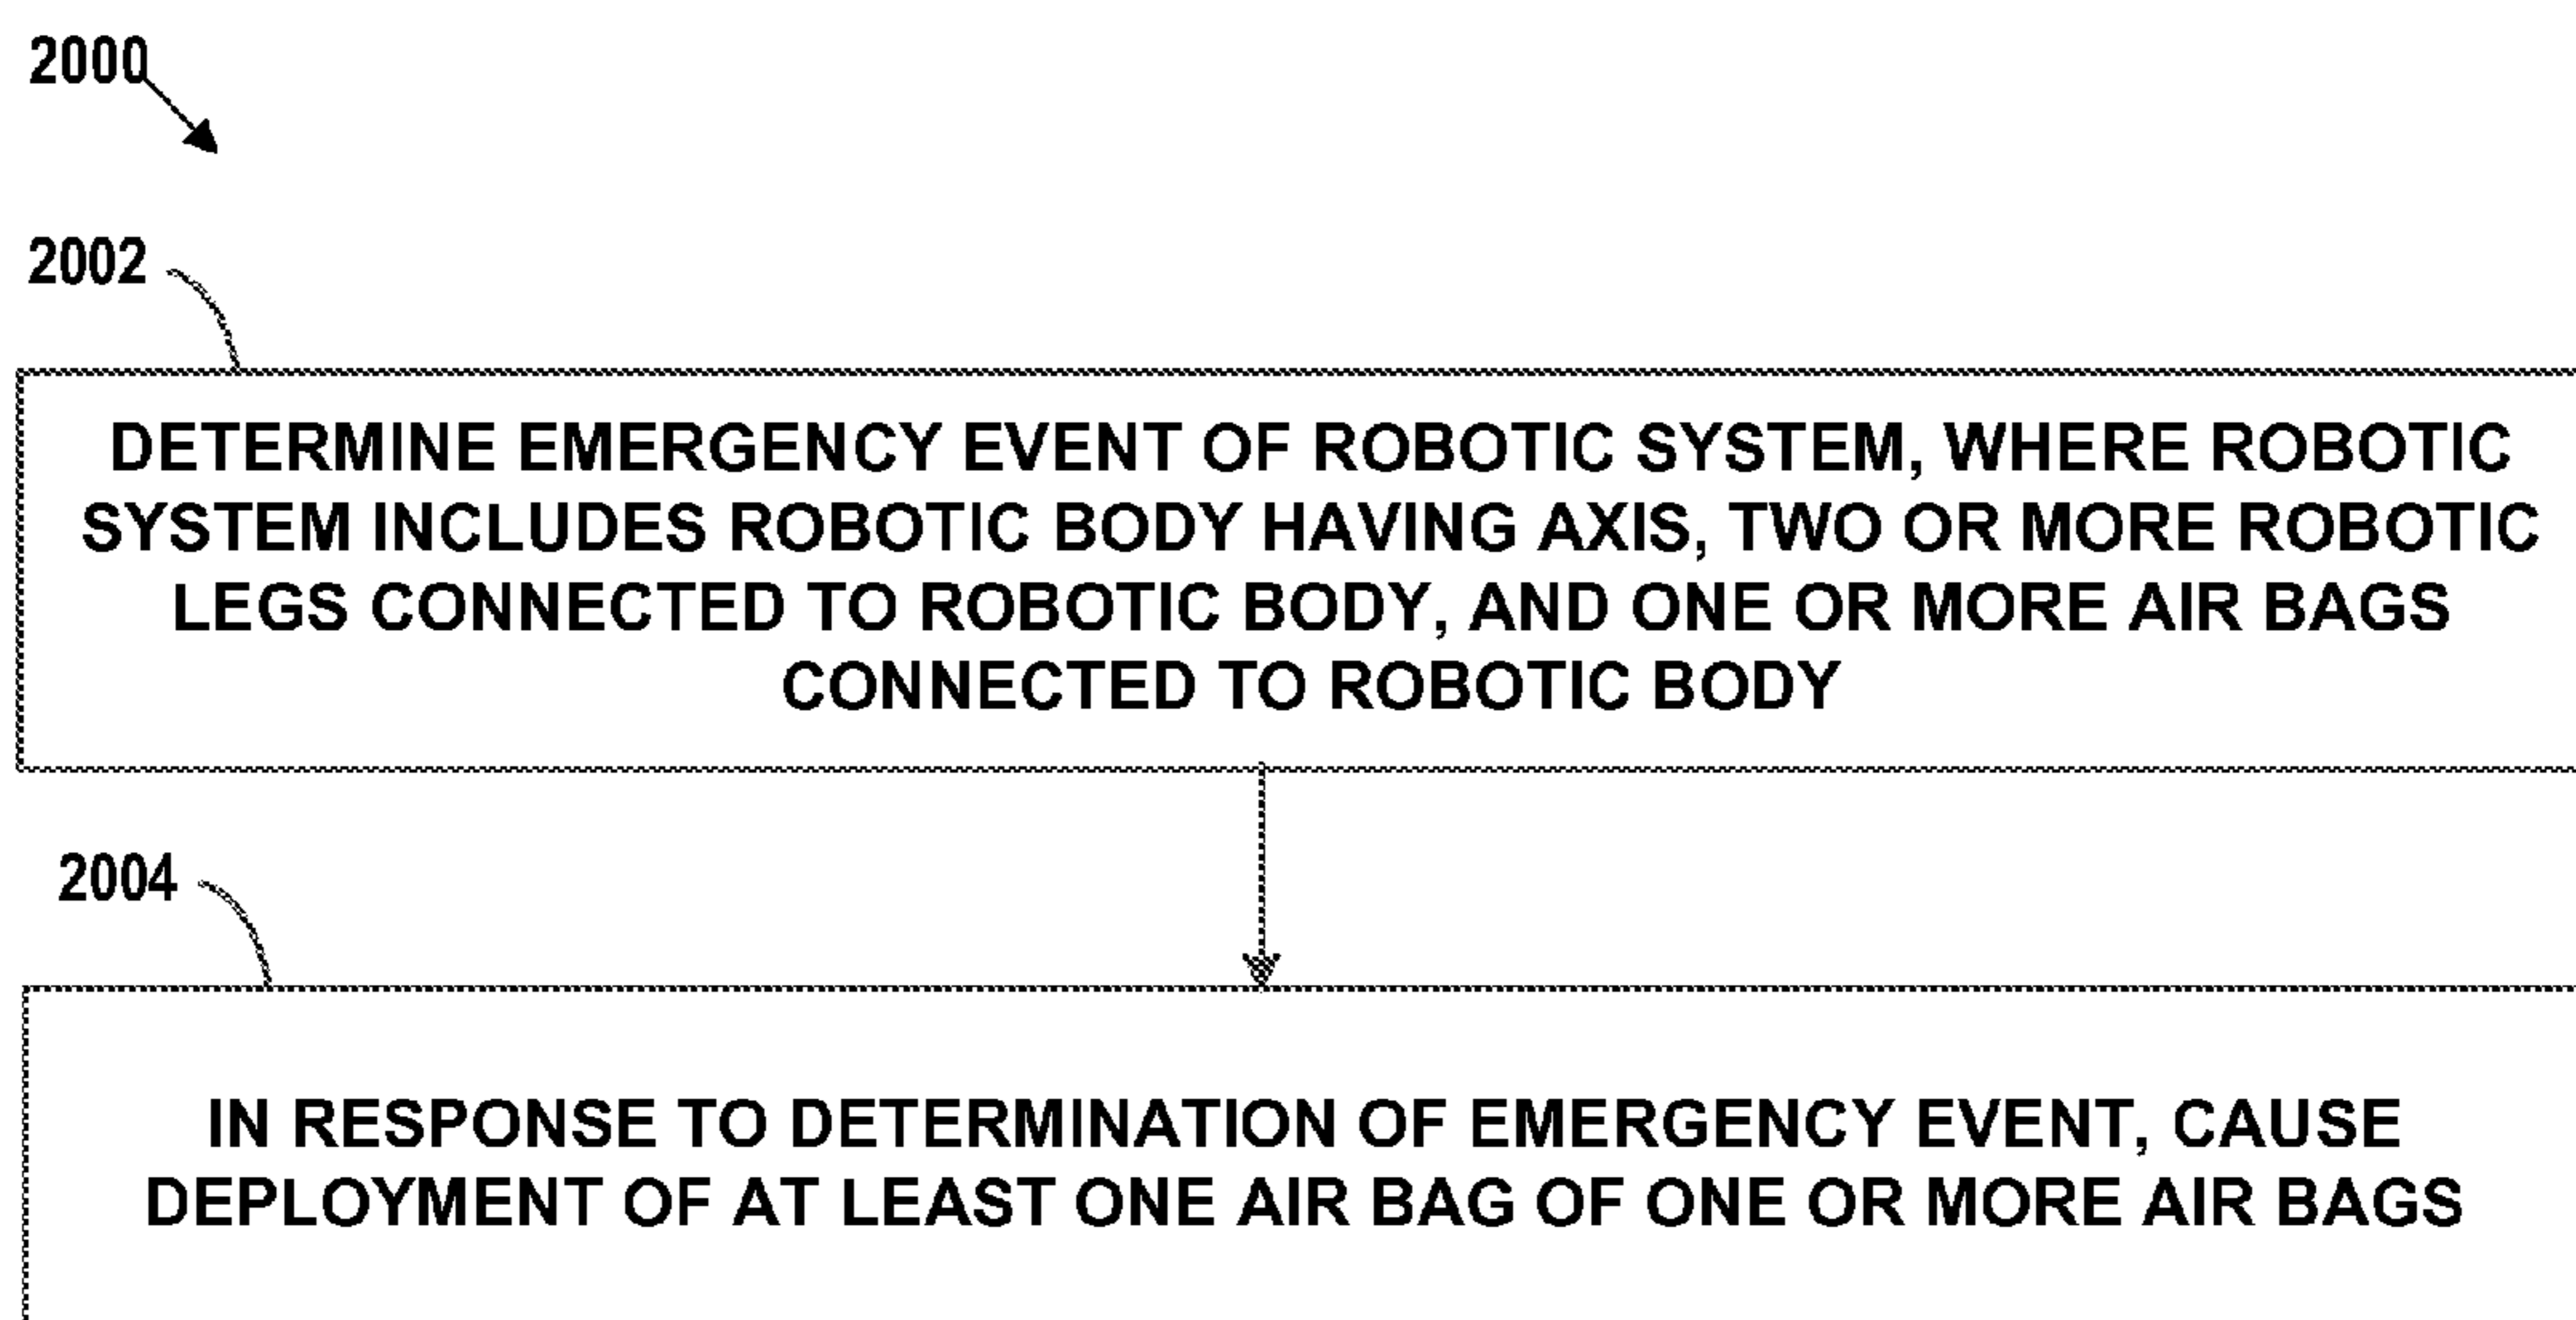 2000
2002
DETERMINE EMERGENCY EVENT OF ROBOTIC SYSTEM, WHERE ROBOTIC
SYSTEM INCLUDES ROBOTIC BODY HAVING AXIS, TWO OR MORE ROBOTIC
LEGS CONNECTED TO ROBOTIC BODY, AND ONE OR MORE AIR BAGS
CONNECTED TO ROBOTIC BODY
2004
IN RESPONSE TO DETERMINATION OF EMERGENCY EVENT, CAUSE
DEPLOYMENT OF AT LEAST ONE AIR BAG OF ONE OR MORE AIR BAGS